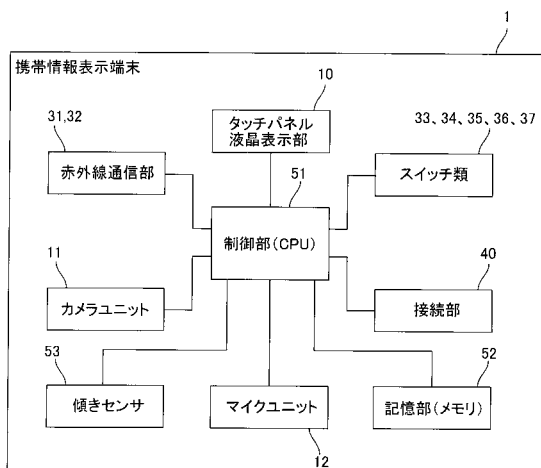 1
携帯情報表示端末
10
31,32
タッチパネル
液晶表示部
33、34、35、36、37
赤外線通信部
51
スイッチ類
制御部(CPU)
11
40
カメラユニット
接続部
53
52
傾きセンサ
マイクユニット
記憶部(メモリ)
12